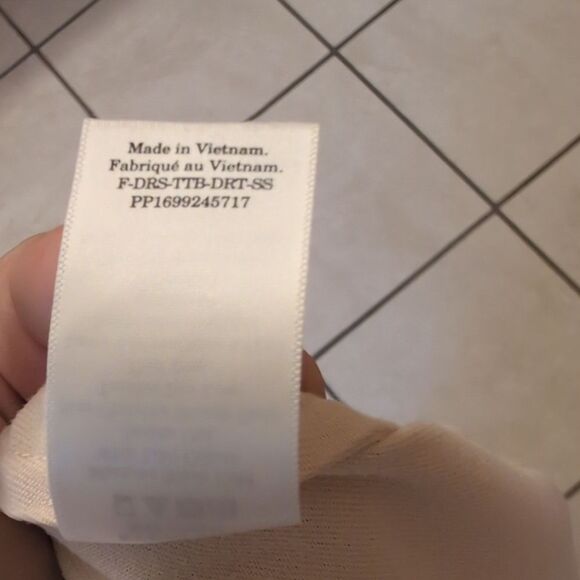 Made in Vietnam.
Fabriqué au Vietnam.
F-DRS-TTB-DRT-SS
PP1699245717